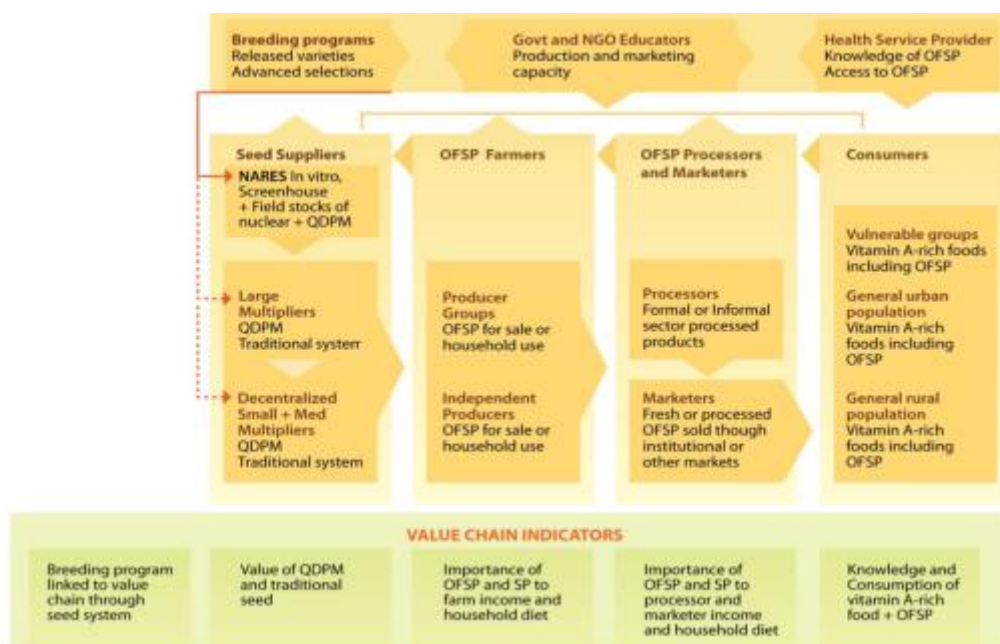 Breeding programs
Released varieties
Advanced selections
Govt and NGO Educators
Production and marketing
capacity
Health Service Provider
Knowledge of OFSP
Access to OFSP
Seed Suppliers
NARES In vitro,
Screenhouse
+ Field stocks of
nuclear + QDPM
Large
Multipliers
QDPM
Traditional system
Decentralized
Small + Med
Multipliers
QDPM
Traditional system
OFSP Farmers
Producer
Groups
OFSP for sale or
household use
Independent
Producers
OFSP for sale or
household use
OFSP Processors
and Marketers
Processors
Formal or Informal
sector processed
products
Marketers
Fresh or processed
OFSP sold though
institutional or
other markets
Consumers
Vulnerable groups
Vitamin A-rich foods
including OFSP
General urban
population
Vitamin A-rich
foods including
OFSP
General rural
population
Vitamin A-rich
foods including
OFSP
VALUE CHAIN INDICATORS
Breeding program
linked to value
chain through
seed system
Value of QDPM
and traditional
seed
Importance of
OFSP and SP to
farm income and
household diet
Importance of
OFSP and SP to
processor and
marketer income
and household diet
Knowledge and
Consumption of
vitamin A-rich
food + OFSP